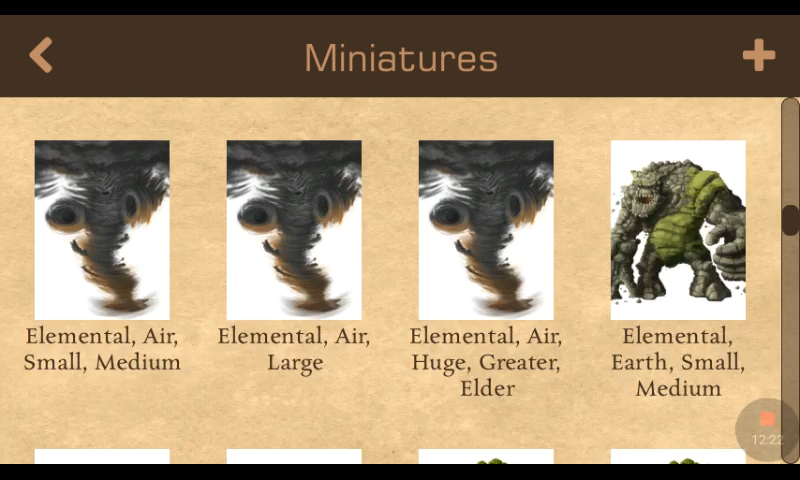 Miniatures
Elemental, Air,
Small, Medium
Elemental, Air,
Large
Elemental, Air,
Huge, Greater,
Elder
Elemental,
Earth, Small,
Medium
12:22